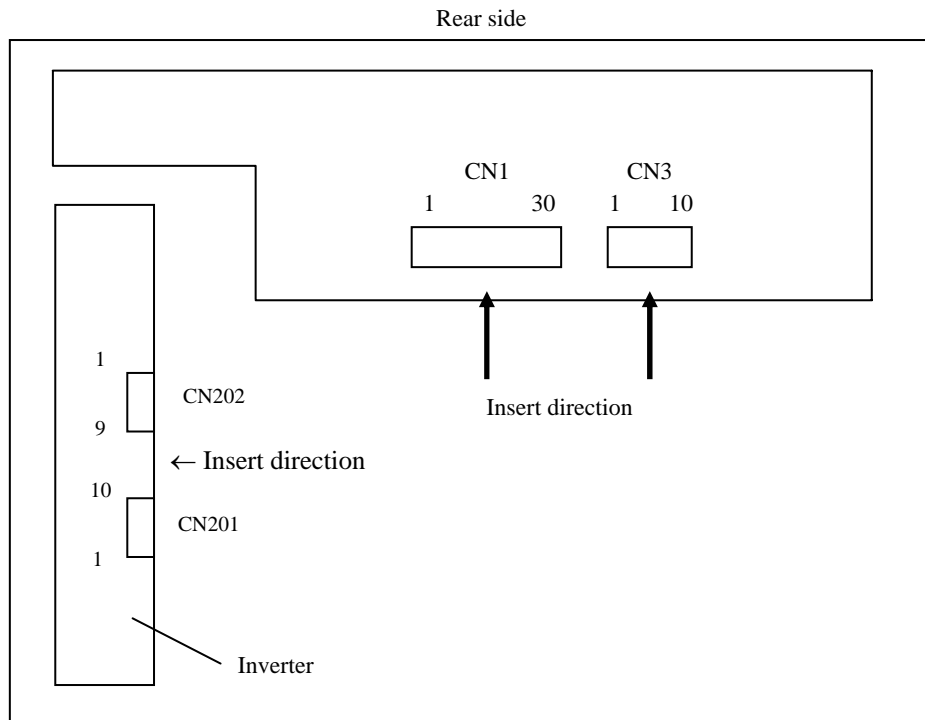 Rear side
CN1 CN3
1 30 1 10
1
CN202
9
Insert direction
← Insert direction
10
CN201
1
Inverter